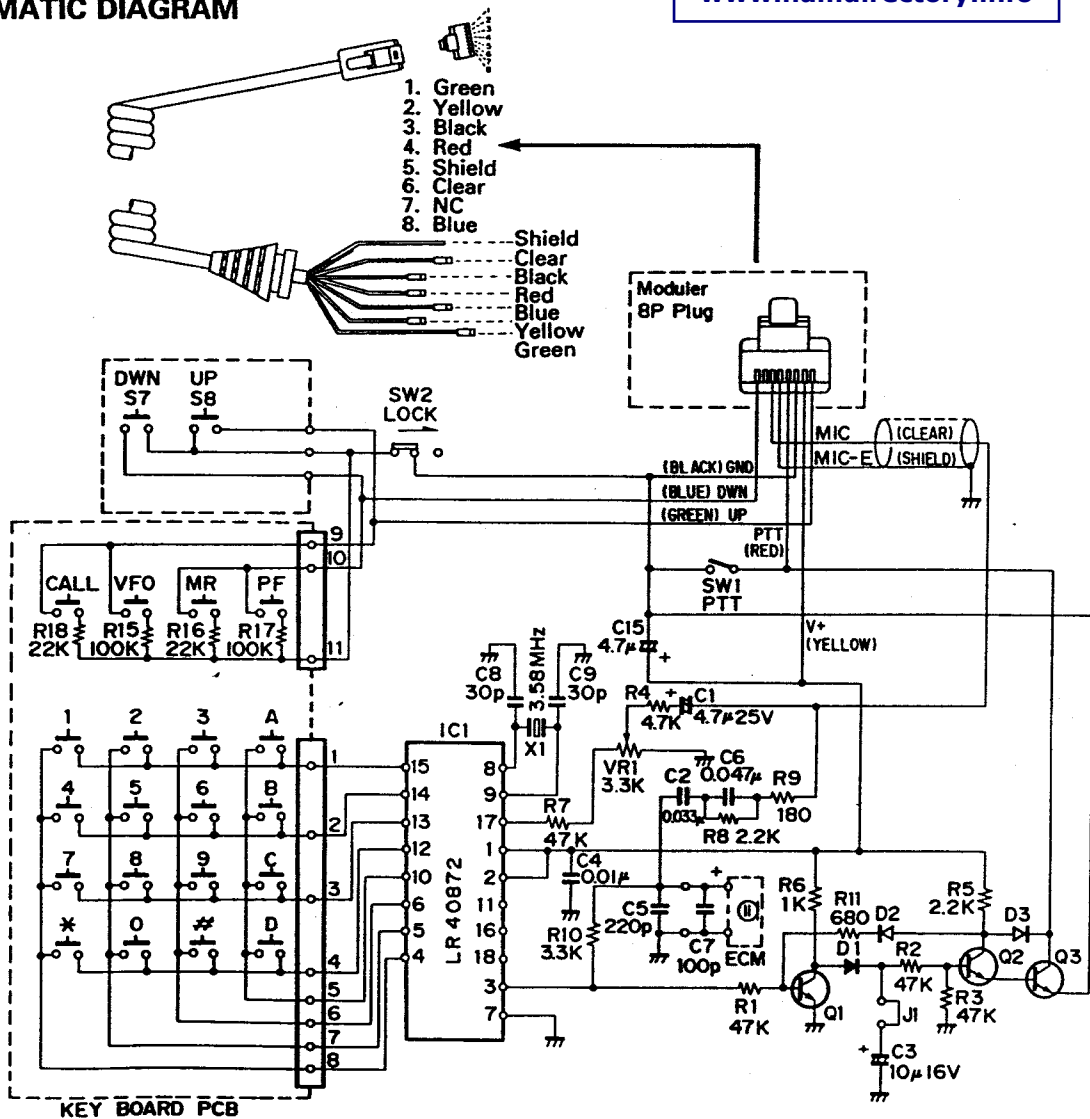 MATIC DIAGRAM
1. Green
2. Yellow
3. Black
4. Red
5. Shield
6. Clear
7. NC
8. Blue
Shield
Clear
Black
Red
Blue
Yellow
Green
Moduler
8P Plug
DWN
S7
UP
S8
SW2
LOCK
MIC
(CLEAR)
MIC-E
(SHIELD)
(BLACK) GND
(BLUE) DWN
(GREEN) UP
PTT
(RED)
SW1
PTT
V+
(YELLOW)
9
10
11
CALL
VFO
MR
PF
R18
22K
R15
100K
R16
22K
R17
100K
C15
4.7μ
+
C8
30p
3.58MHz
C9
30p
X1
R4
4.7K
+
C1
4.7μ25V
VR1
3.3K
C2
0.033μ
C6
0.047μ
R9
180
R8 2.2K
R7
47K
1 2 3 A
4 5 6 B
7 8 9 C
* 0 # D
1
2
3
4
5
6
7
8
IC1
LR40872
15
14
13
12
10
6
5
4
8
9
17
1
2
11
16
18
3
7
C4
0.01μ
R10
3.3K
C5
220p
+
C7
100p
ECM
R6
1K
R11
680
D2
R5
2.2K
D3
D1
R2
47K
Q2
Q3
R1
47K
Q1
J1
R3
47K
+
C3
10μ16V
KEY BOARD PCB